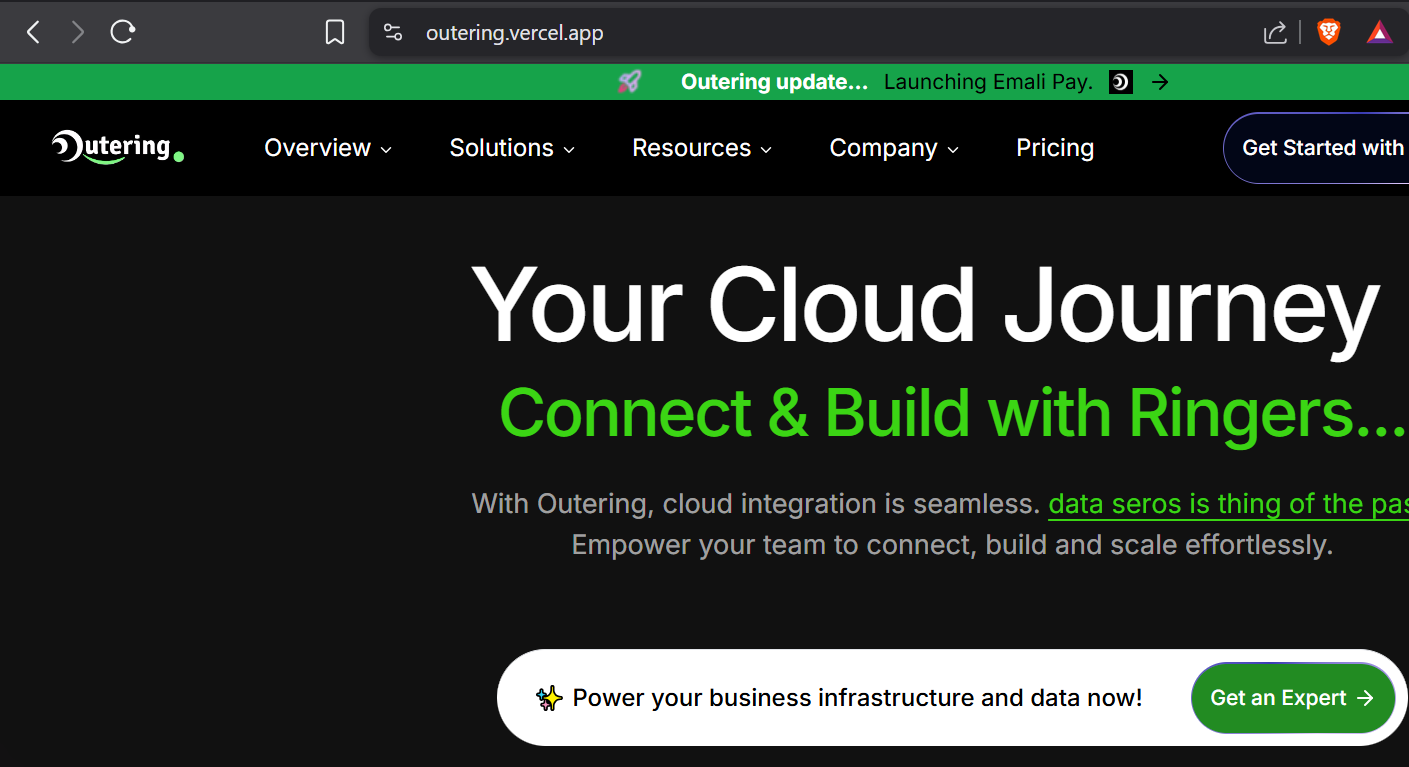 outering.vercel.app
Outering update... Launching Emali Pay. →
Outering.
Overview Solutions Resources Company Pricing Get Started with
Your Cloud Journey
Connect & Build with Ringers...
With Outering, cloud integration is seamless. data seros is thing of the pas
Empower your team to connect, build and scale effortlessly.
✨ Power your business infrastructure and data now! Get an Expert →